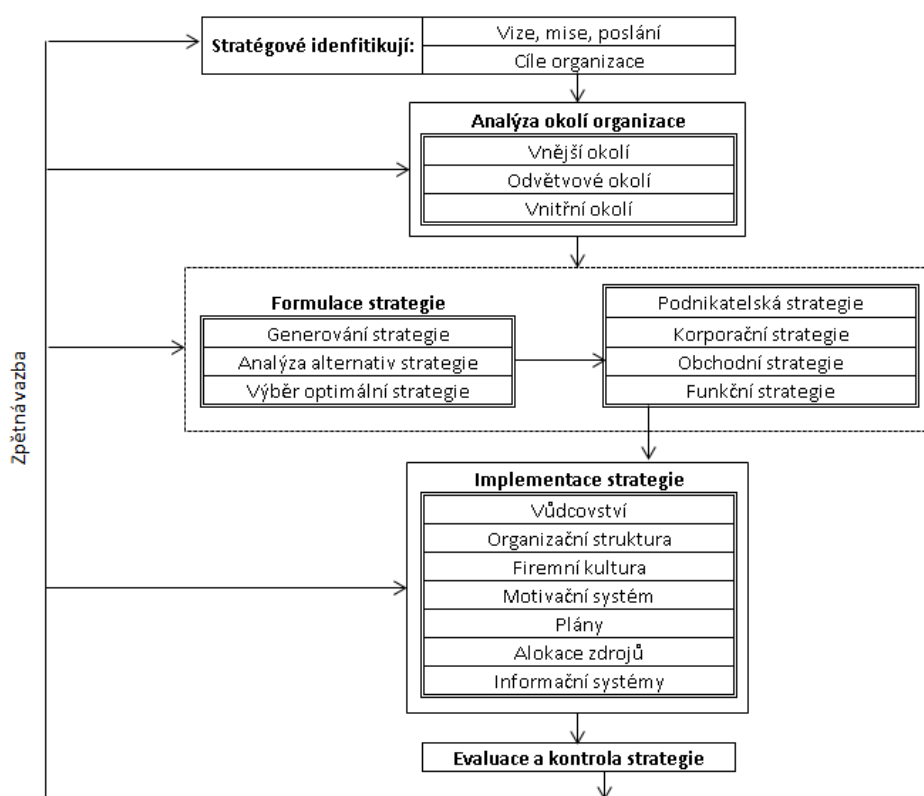 Stratégové idenfitikují:
Vize, mise, poslání
Cíle organizace
Analýza okolí organizace
Vnější okolí
Odvětvové okolí
Vnitřní okolí
Formulace strategie
Generování strategie
Analýza alternativ strategie
Výběr optimální strategie
Podnikatelská strategie
Korporační strategie
Obchodní strategie
Funkční strategie
Zpětná vazba
Implementace strategie
Vůdcovství
Organizační struktura
Firemní kultura
Motivační systém
Plány
Alokace zdrojů
Informační systémy
Evaluace a kontrola strategie